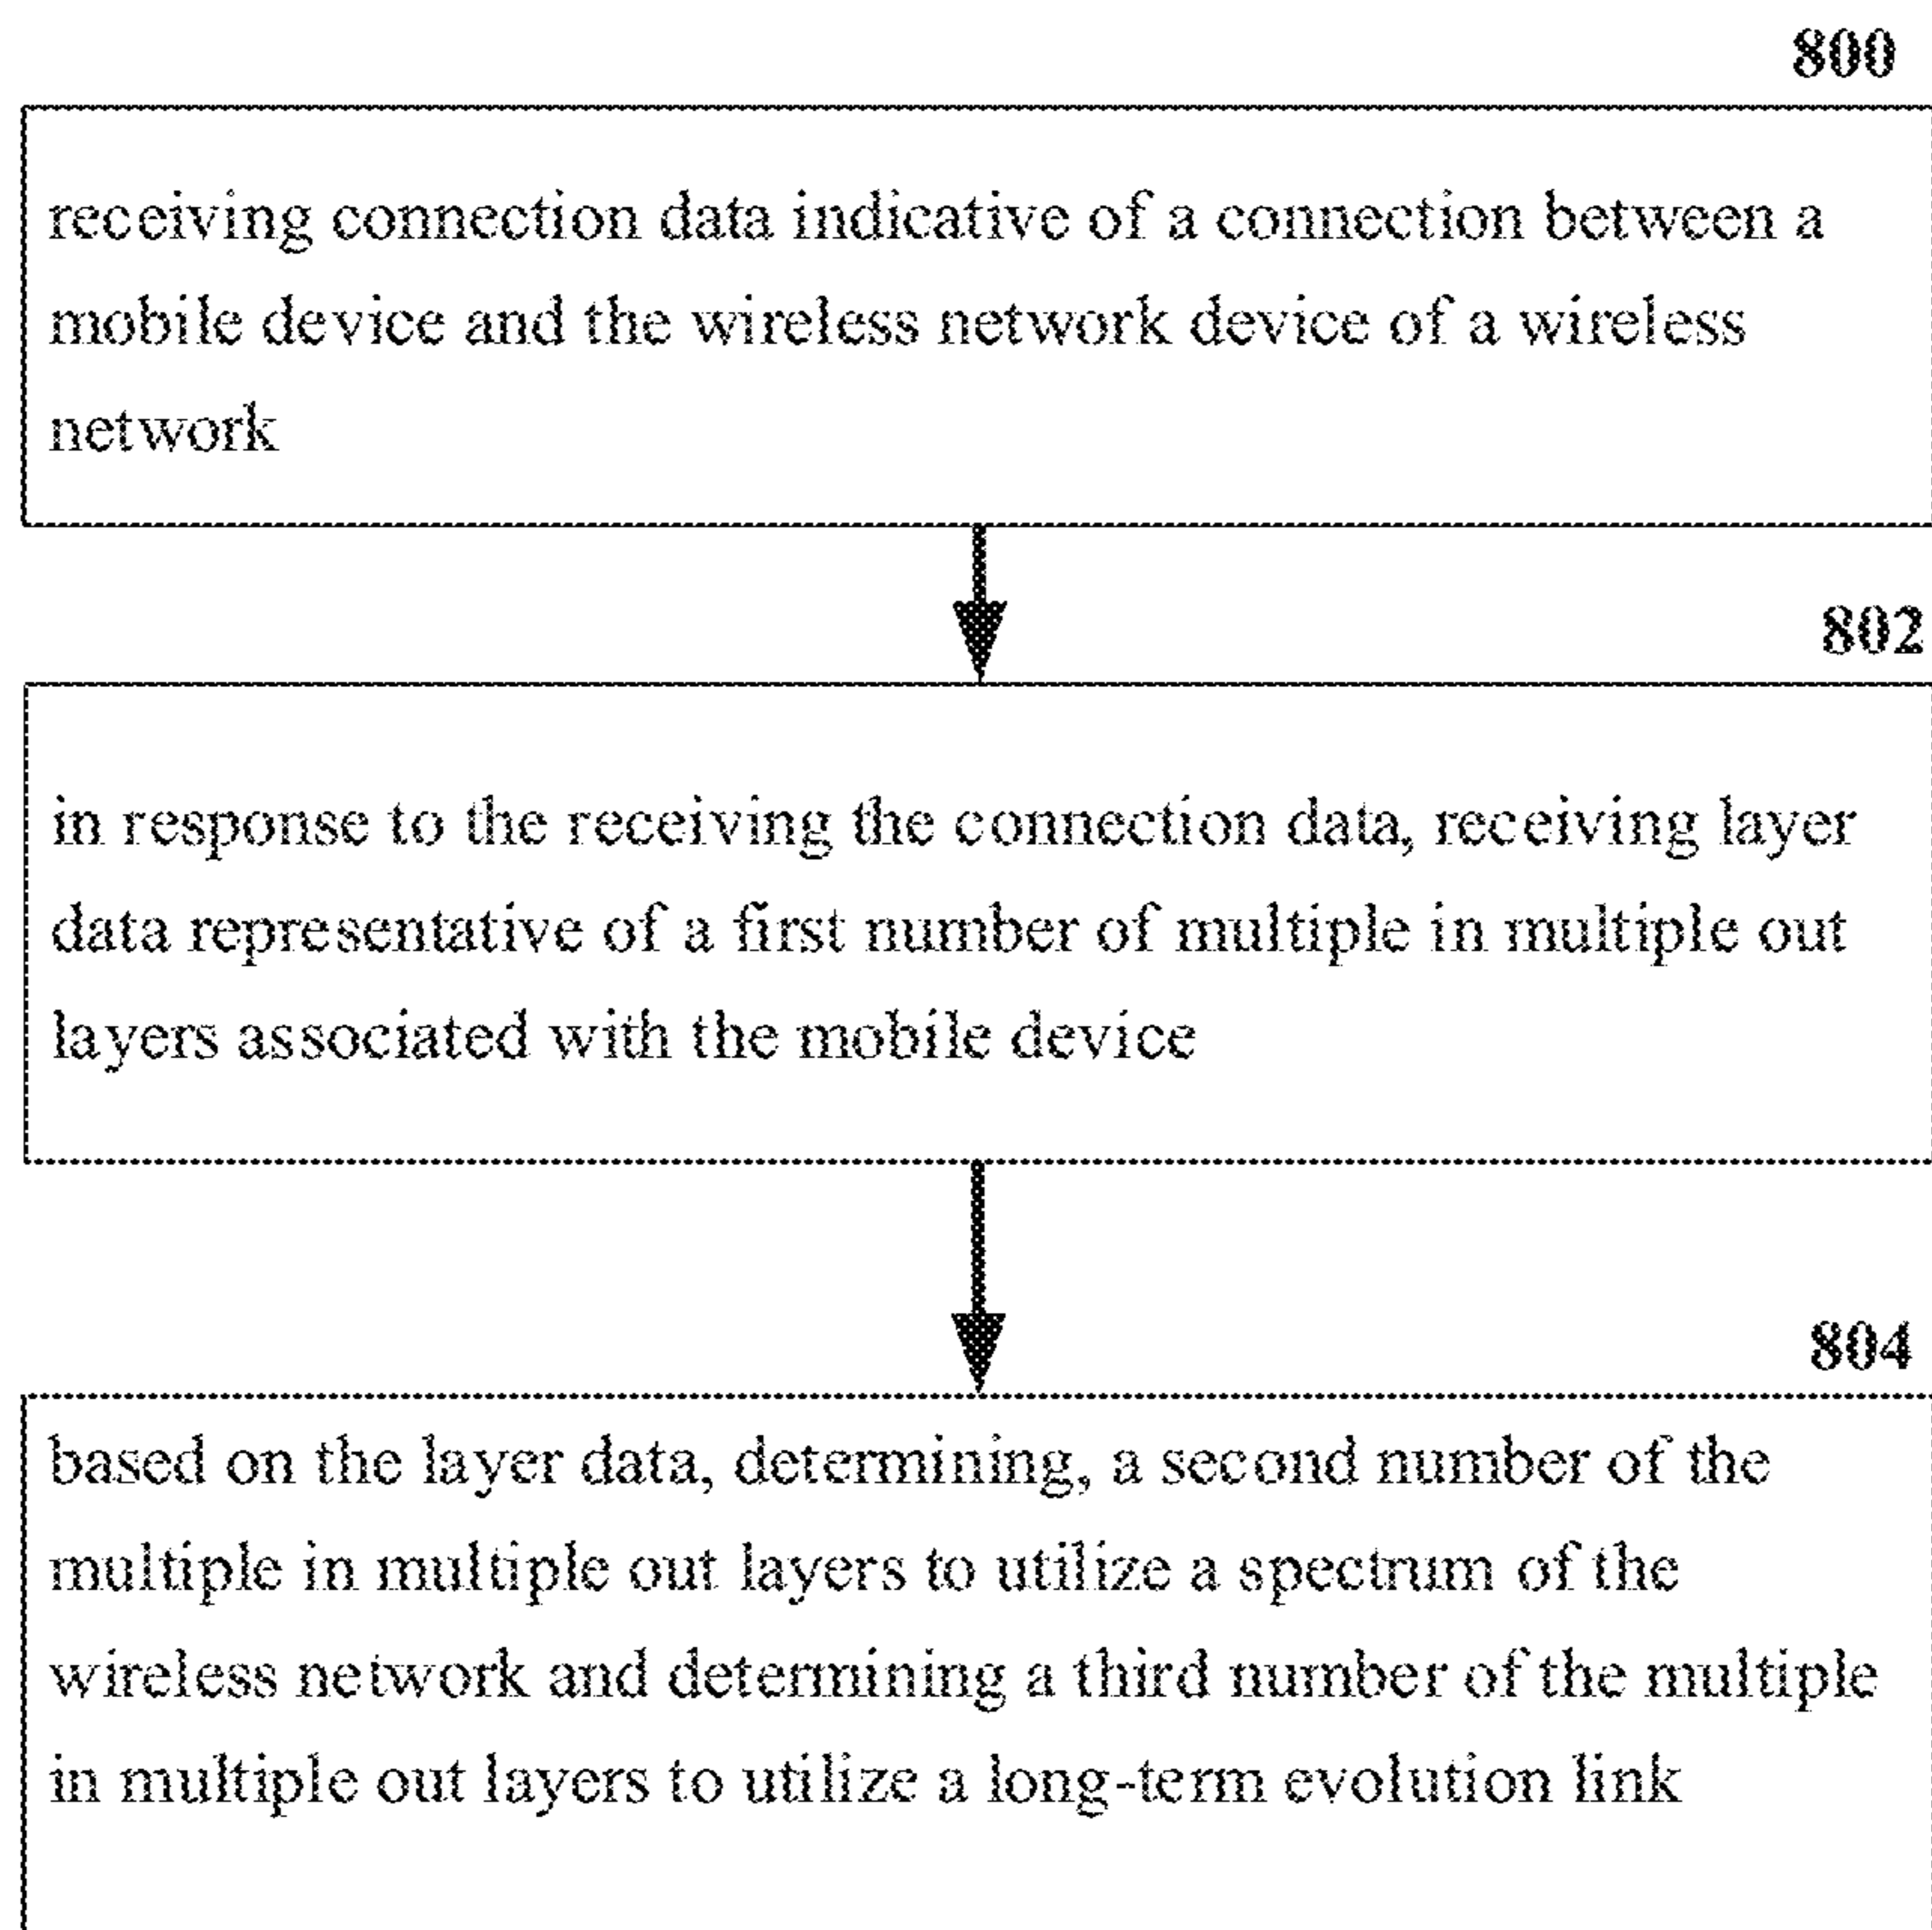 800
receiving connection data indicative of a connection between a
mobile device and the wireless network device of a wireless
network
802
in response to the receiving the connection data, receiving layer
data representative of a first number of multiple in multiple out
layers associated with the mobile device
804
based on the layer data, determining, a second number of the
multiple in multiple out layers to utilize a spectrum of the
wireless network and determining a third number of the multiple
in multiple out layers to utilize a long-term evolution link